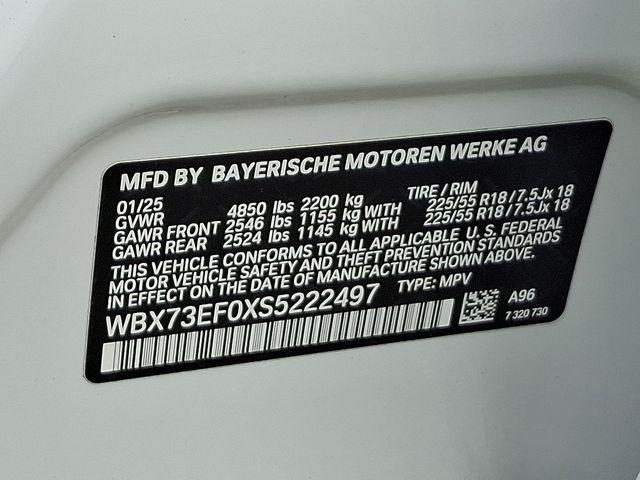 MFD BY BAYERISCHE MOTOREN WERKE AG
01/25 TIRE / RIM
GVWR 4850 lbs 2200 kg
GAWR FRONT 2546 lbs 1155 kg WITH 225/55 R18 / 7.5Jx 18
GAWR REAR 2524 lbs 1145 kg WITH 225/55 R18 / 7.5Jx 18
THIS VEHICLE CONFORMS TO ALL APPLICABLE U. S. FEDERAL
MOTOR VEHICLE SAFETY AND THEFT PREVENTION STANDARDS
IN EFFECT ON THE DATE OF MANUFACTURE SHOWN ABOVE.
WBX73EF0XS5222497 TYPE: MPV
A96
7 320 730